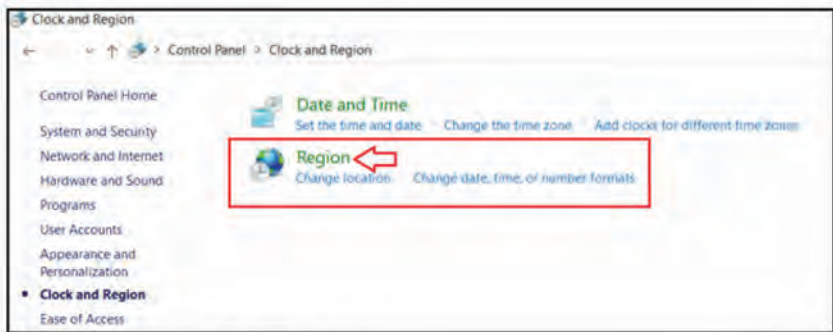 Clock and Region
Control Panel > Clock and Region
Control Panel Home
System and Security
Network and Internet
Hardware and Sound
Programs
User Accounts
Appearance and
Personalization
Clock and Region
Ease of Access
Date and Time
Set the time and date Change the time zone Add clocks for different time zones
Region
Change location Change date, time, or number formats